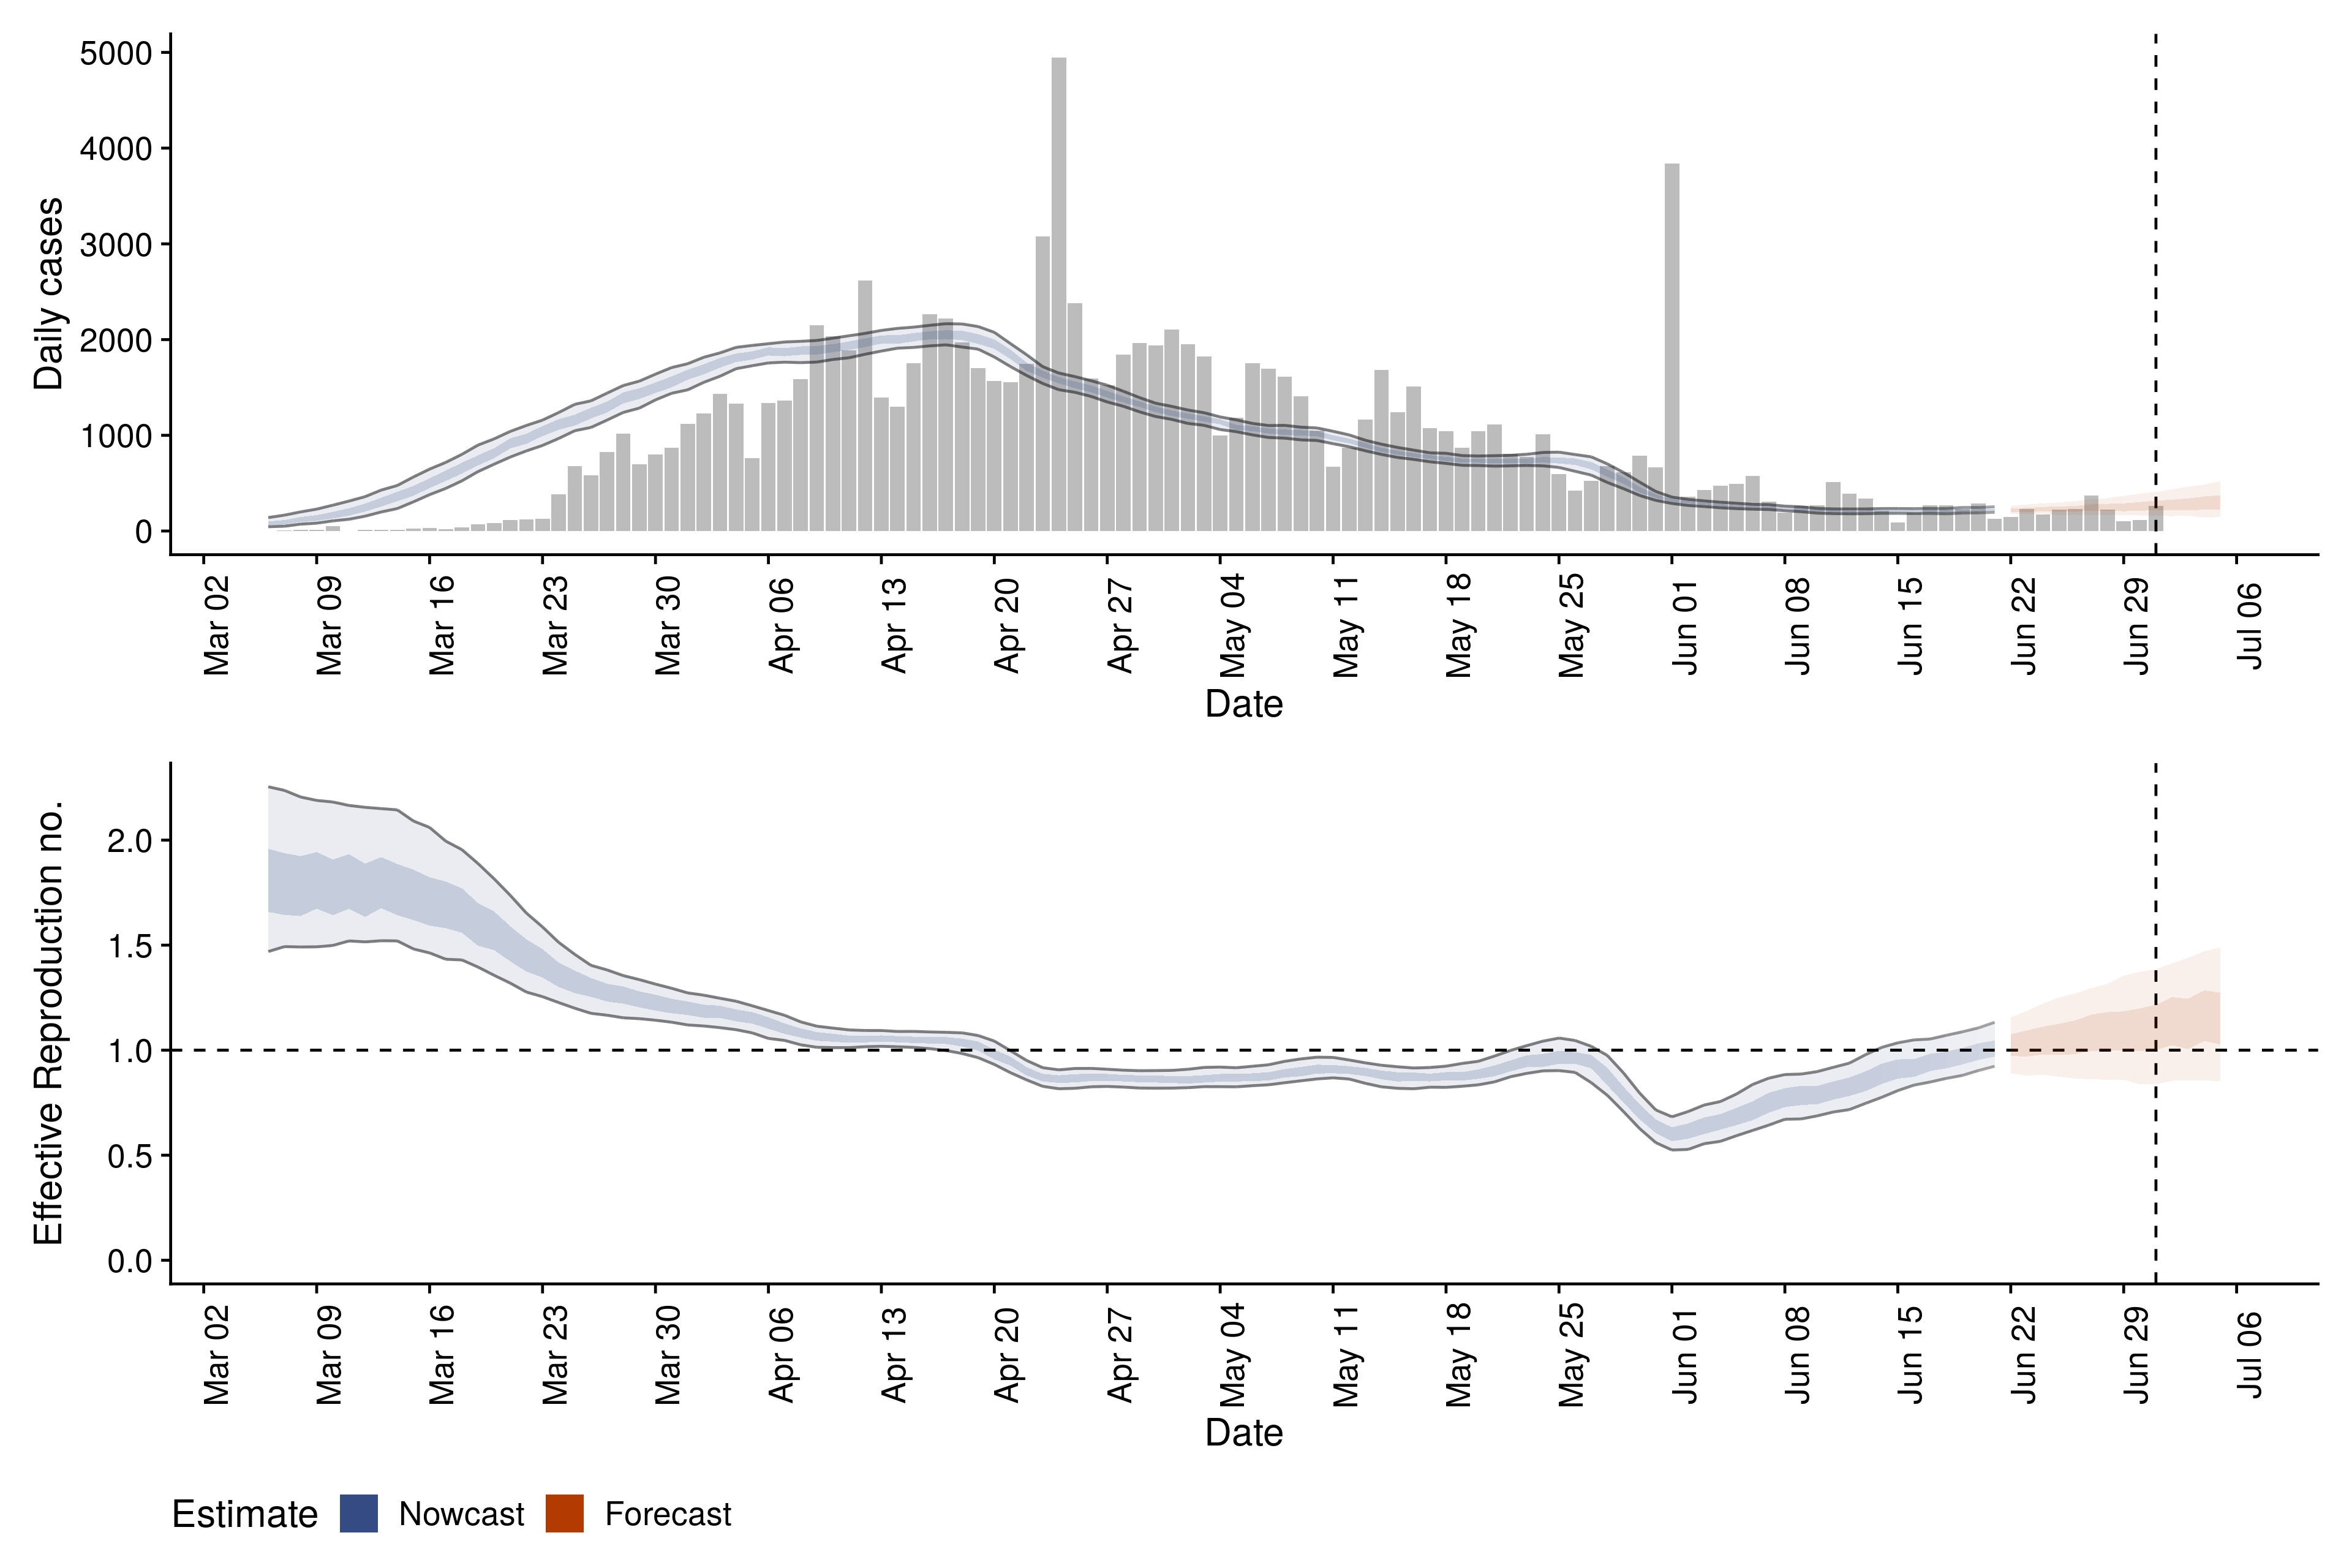 Daily cases
5000
4000
3000
2000
1000
0
Mar 02
Mar 09
Mar 16
Mar 23
Mar 30
Apr 06
Apr 13
Apr 20
Apr 27
May 04
May 11
May 18
May 25
Jun 01
Jun 08
Jun 15
Jun 22
Jun 29
Jul 06
Date
Effective Reproduction no.
2.0
1.5
1.0
0.5
0.0
Mar 02
Mar 09
Mar 16
Mar 23
Mar 30
Apr 06
Apr 13
Apr 20
Apr 27
May 04
May 11
May 18
May 25
Jun 01
Jun 08
Jun 15
Jun 22
Jun 29
Jul 06
Date
Estimate Nowcast Forecast